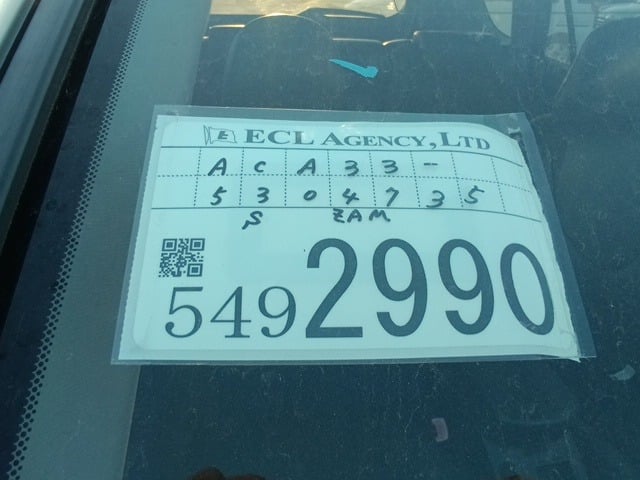 E ECL AGENCY, LTD
ACA33-
5304735
S ZAM
5492990